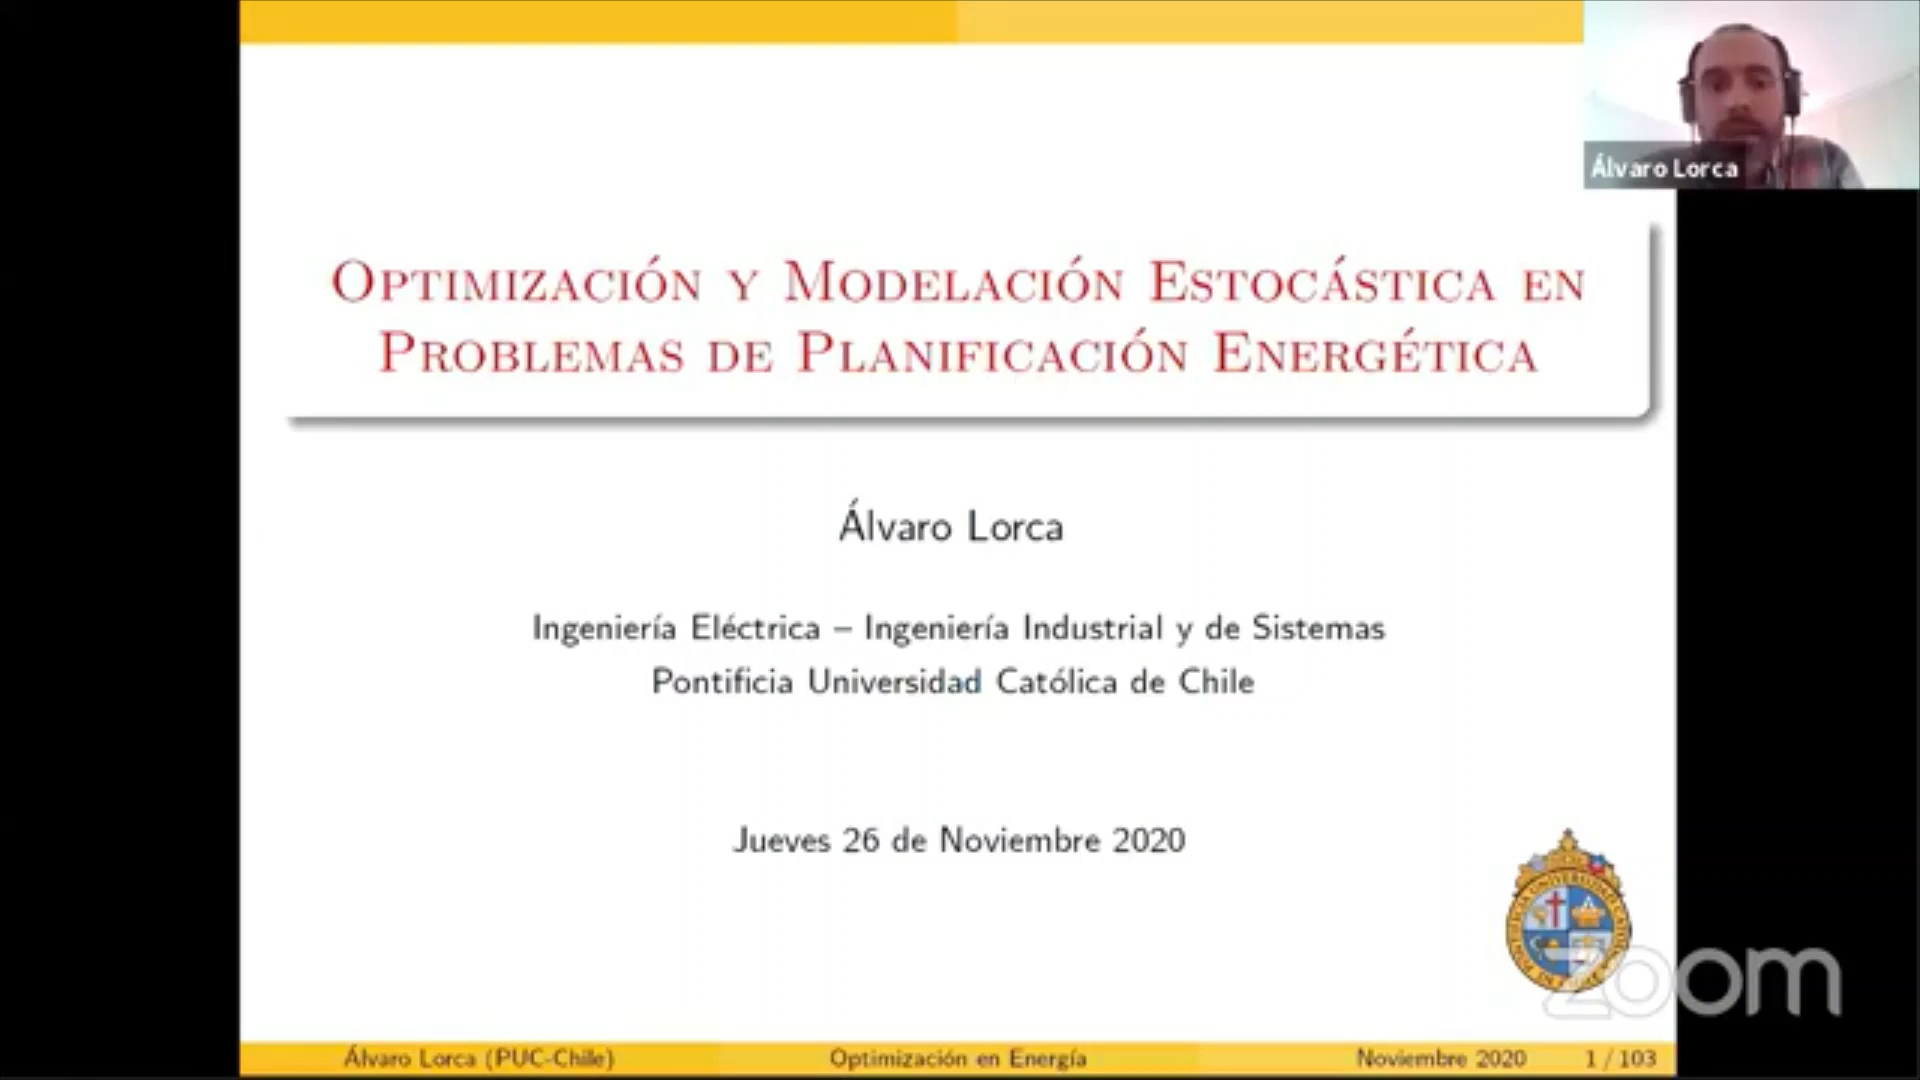 Álvaro Lorca
Optimización y Modelación Estocástica en
Problemas de Planificación Energética
Álvaro Lorca
Ingeniería Eléctrica – Ingeniería Industrial y de Sistemas
Pontificia Universidad Católica de Chile
Jueves 26 de Noviembre 2020
zoom
Álvaro Lorca (PUC-Chile)
Optimización en Energía
Noviembre 2020
1 / 103